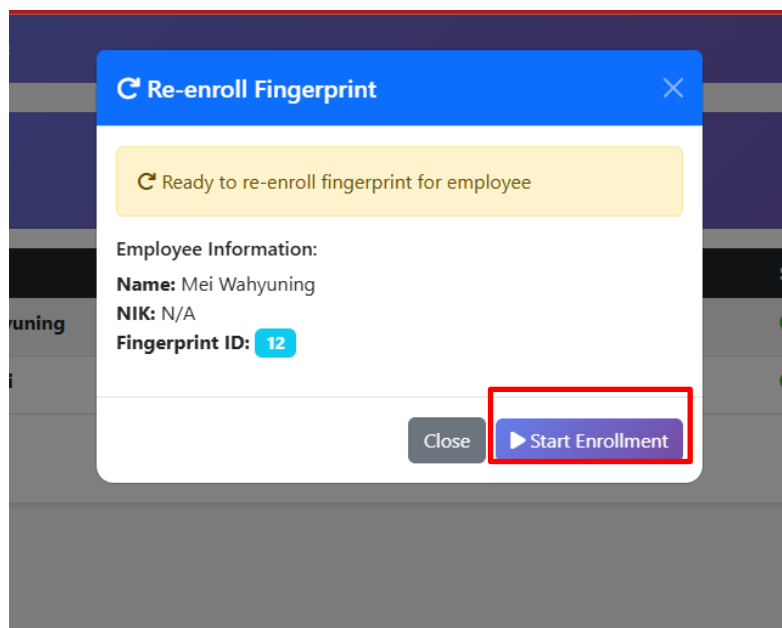 Re-enroll Fingerprint
Ready to re-enroll fingerprint for employee
Employee Information:
Name: Mei Wahyuning
NIK: N/A
yuning
Fingerprint ID: 12
i
Close
Start Enrollment